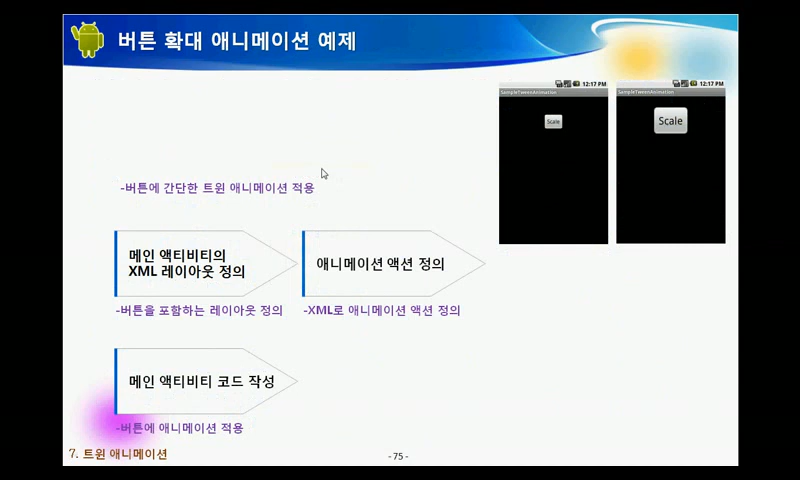 버튼 확대 애니메이션 예제
12:17 PM
SampleTweenAnimation
Scale
12:17 PM
SampleTweenAnimation
Scale
-버튼에 간단한 트윈 애니메이션 적용
메인 액티비티의
XML 레이아웃 정의
애니메이션 액션 정의
-버튼을 포함하는 레이아웃 정의
-XML로 애니메이션 액션 정의
메인 액티비티 코드 작성
-버튼에 애니메이션 적용
7. 트윈 애니메이션
- 75 -